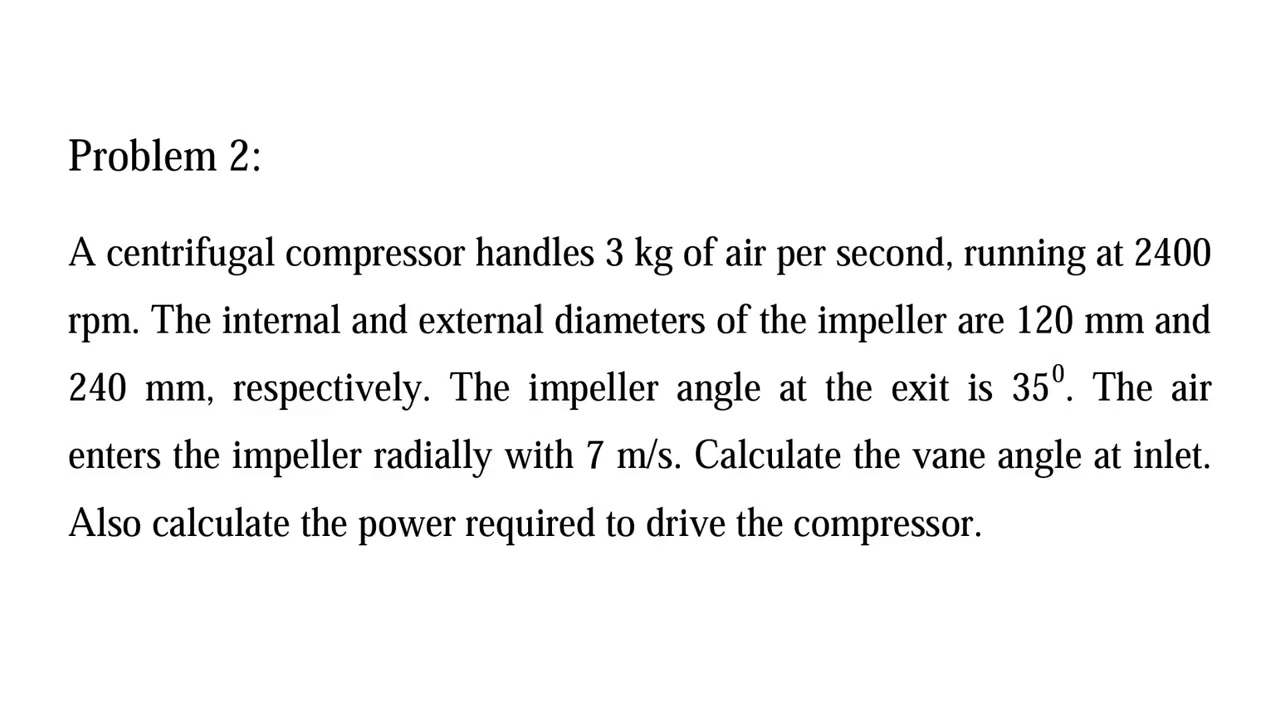 Problem 2:
A centrifugal compressor handles 3 kg of air per second, running at 2400
rpm. The internal and external diameters of the impeller are 120 mm and
240 mm, respectively. The impeller angle at the exit is 35⁰. The air
enters the impeller radially with 7 m/s. Calculate the vane angle at inlet.
Also calculate the power required to drive the compressor.